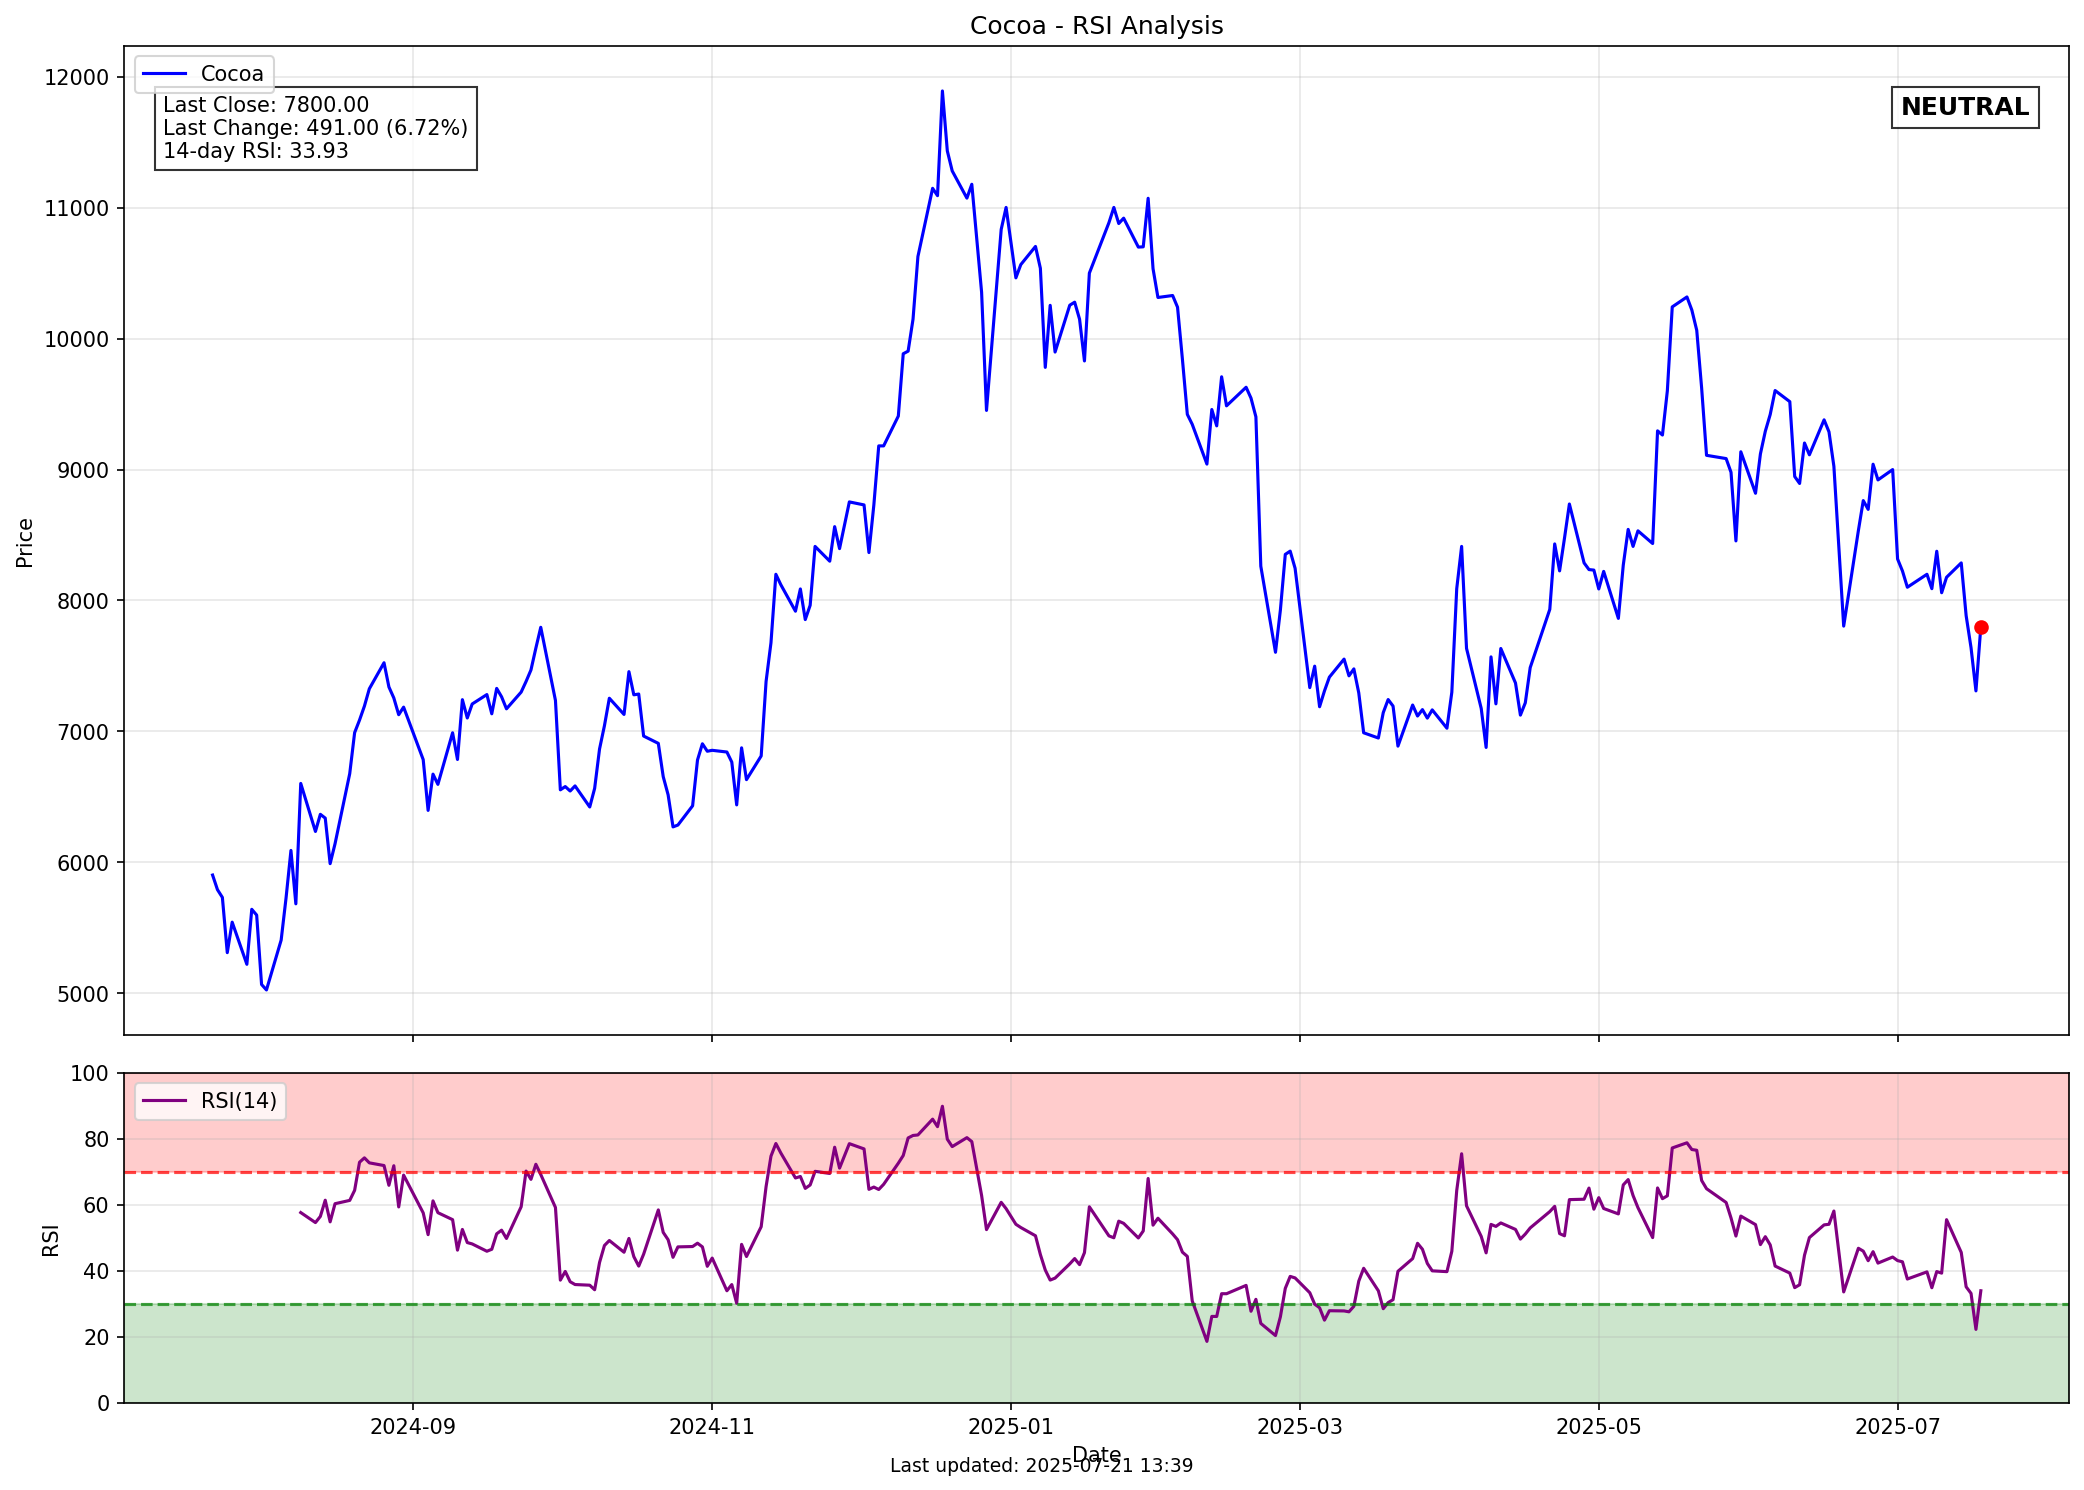 Cocoa - RSI Analysis
Cocoa
Last Close: 7800.00
Last Change: 491.00 (6.72%)
14-day RSI: 33.93
NEUTRAL
12000
11000
10000
9000
8000
7000
6000
5000
Price
RSI(14)
100
80
60
40
20
0
RSI
2024-09
2024-11
2025-01
2025-03
2025-05
2025-07
Date
Last updated: 2025-07-21 13:39